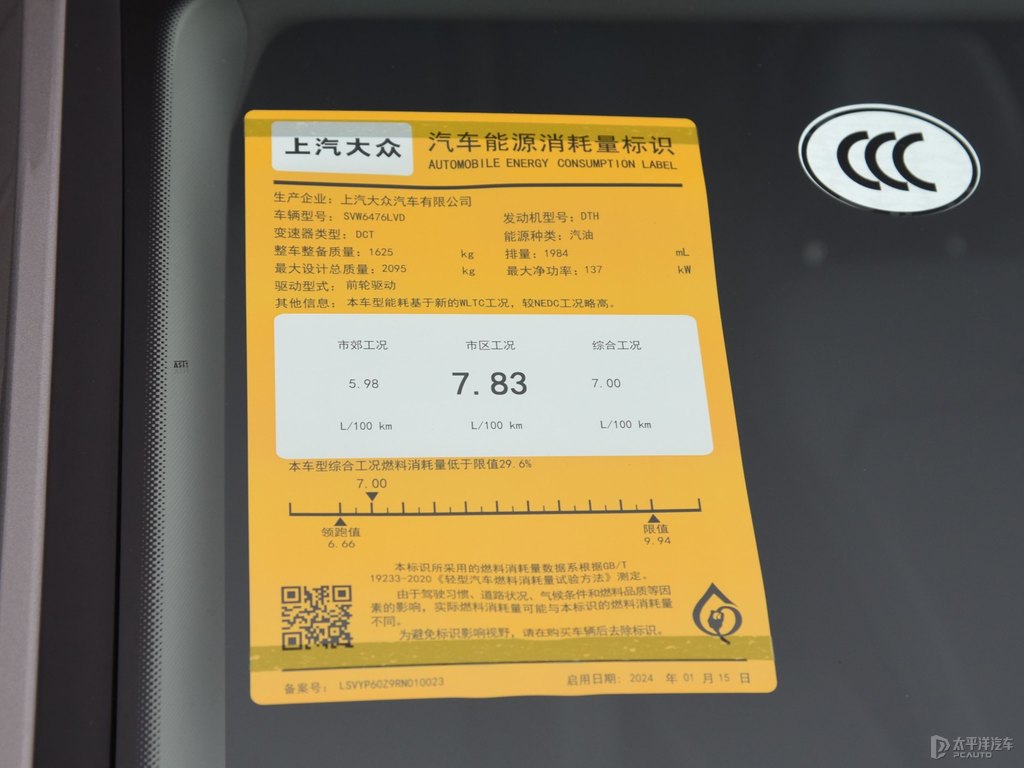 上汽大众
汽车能源消耗量标识
AUTOMOBILE ENERGY CONSUMPTION LABEL
生产企业：上汽大众汽车有限公司
车辆型号：SVW6476LVD 发动机型号：DTH
变速器类型：DCT 能源种类：汽油
整车整备质量：1625 kg 排量：1984 mL
最大设计总质量：2095 kg 最大净功率：137 kW
驱动型式：前轮驱动
其他信息：本车型能耗基于新的WLTC工况，较NEDC工况略高。
市郊工况 市区工况 综合工况
5.98 7.83 7.00
L/100 km L/100 km L/100 km
本车型综合工况燃料消耗量低于限值29.6%
7.00
领跑值 限值
6.66 9.94
本标识所采用的燃料消耗量数据系根据GB/T
19233-2020《轻型汽车燃料消耗量试验方法》测定。
由于驾驶习惯、道路状况、气候条件和燃料品质等因
素的影响，实际燃料消耗量可能与本标识的燃料消耗量
不同。
为避免标识影响视野，请在购买车辆后去除标识。
备案号：LSVYP60Z9RN010023 启用日期：2024 年 01 月 15 日
CCC
AS1
太平洋汽车
PCAUTO